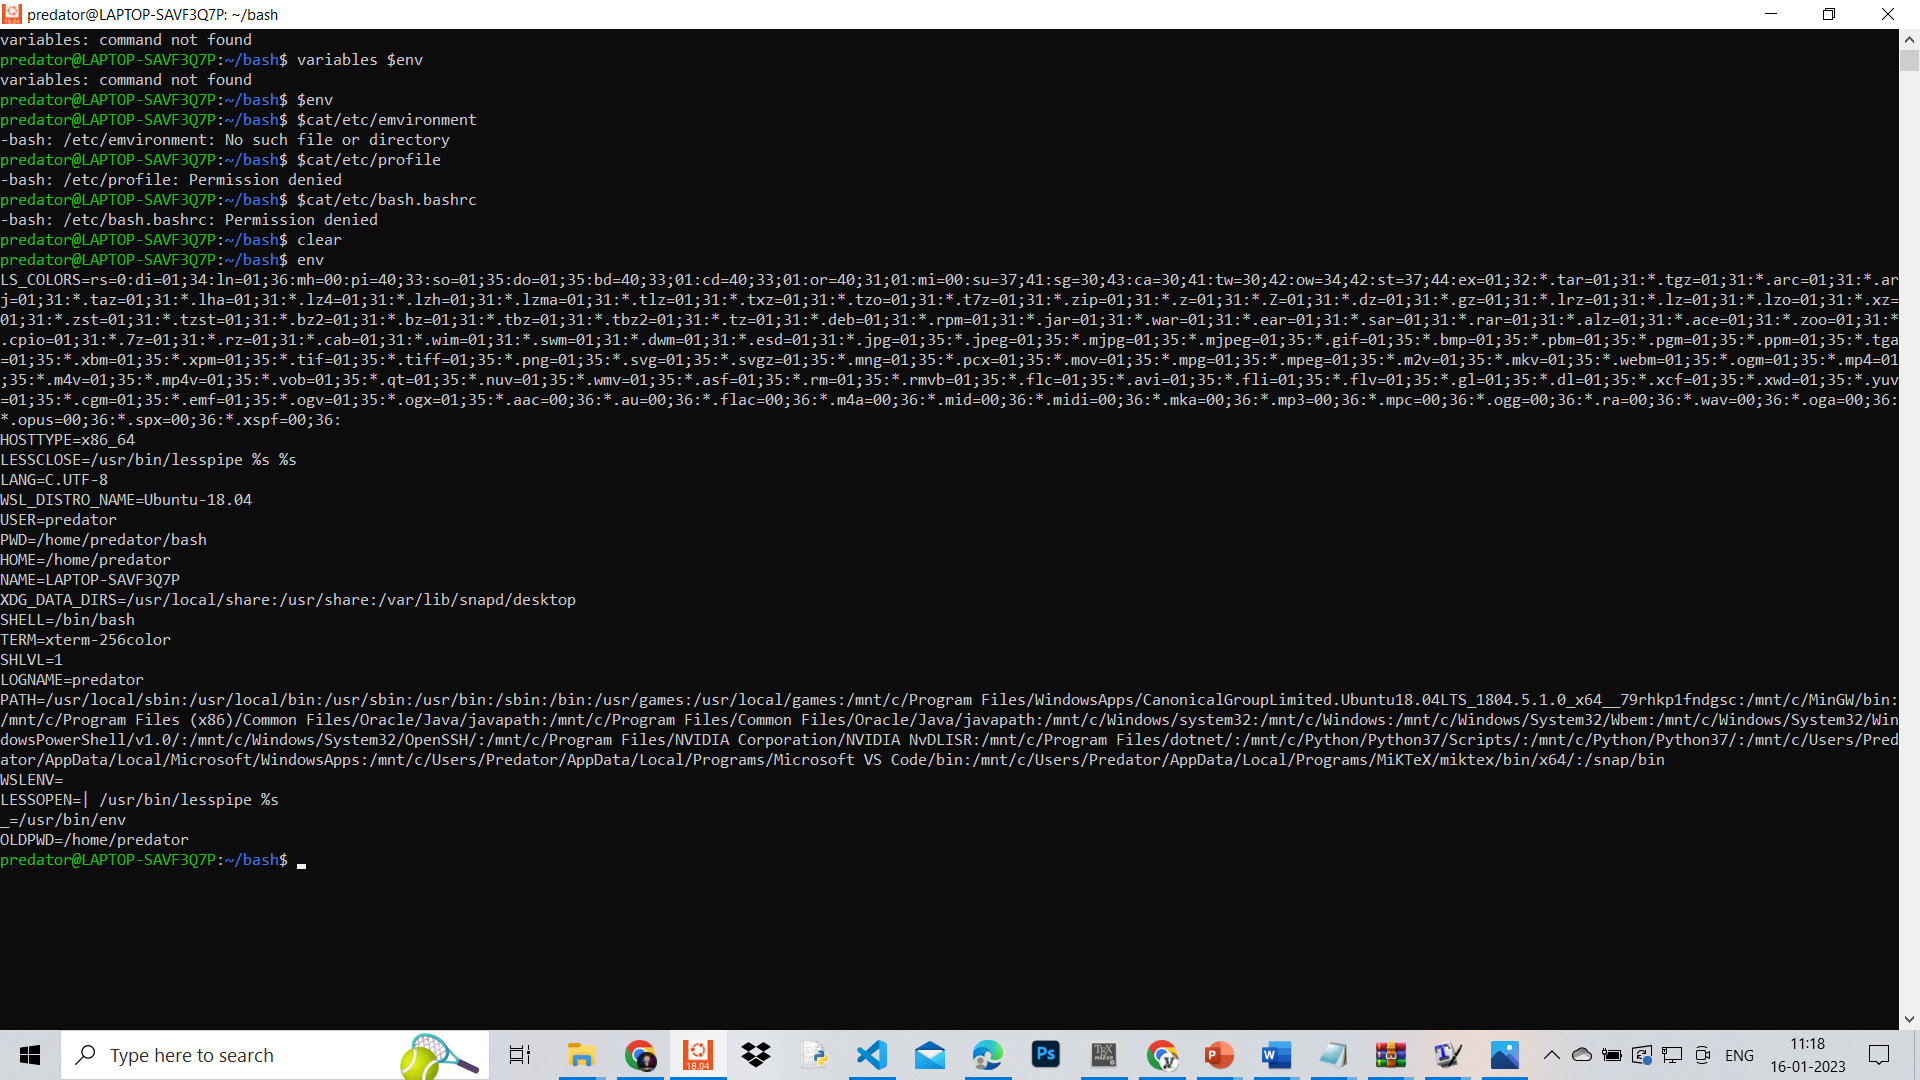 predator@LAPTOP-SAVF3Q7P: ~/bash
variables: command not found
predator@LAPTOP-SAVF3Q7P:~/bash$ variables $env
variables: command not found
predator@LAPTOP-SAVF3Q7P:~/bash$ $env
predator@LAPTOP-SAVF3Q7P:~/bash$ $cat/etc/emvironment
-bash: /etc/emvironment: No such file or directory
predator@LAPTOP-SAVF3Q7P:~/bash$ $cat/etc/profile
-bash: /etc/profile: Permission denied
predator@LAPTOP-SAVF3Q7P:~/bash$ $cat/etc/bash.bashrc
-bash: /etc/bash.bashrc: Permission denied
predator@LAPTOP-SAVF3Q7P:~/bash$ clear
predator@LAPTOP-SAVF3Q7P:~/bash$ env
LS_COLORS=rs=0:di=01;34:ln=01;36:mh=00:pi=40;33:so=01;35:do=01;35:bd=40;33;01:cd=40;33;01:or=40;31;01:mi=00:su=37;41:sg=30;43:ca=30;41:tw=30;42:ow=34;42:st=37;44:ex=01;32:*.tar=01;31:*.tgz=01;31:*.arc=01;31:*.ar
j=01;31:*.taz=01;31:*.lha=01;31:*.lz4=01;31:*.lzh=01;31:*.lzma=01;31:*.tlz=01;31:*.txz=01;31:*.tzo=01;31:*.t7z=01;31:*.zip=01;31:*.z=01;31:*.Z=01;31:*.dz=01;31:*.gz=01;31:*.lrz=01;31:*.lz=01;31:*.lzo=01;31:*.xz=
01;31:*.zst=01;31:*.tzst=01;31:*.bz2=01;31:*.bz=01;31:*.tbz=01;31:*.tbz2=01;31:*.tz=01;31:*.deb=01;31:*.rpm=01;31:*.jar=01;31:*.war=01;31:*.ear=01;31:*.sar=01;31:*.rar=01;31:*.alz=01;31:*.ace=01;31:*.zoo=01;31:*
.cpio=01;31:*.7z=01;31:*.rz=01;31:*.cab=01;31:*.wim=01;31:*.swm=01;31:*.dwm=01;31:*.esd=01;31:*.jpg=01;35:*.jpeg=01;35:*.mjpg=01;35:*.mjpeg=01;35:*.gif=01;35:*.bmp=01;35:*.pbm=01;35:*.pgm=01;35:*.ppm=01;35:*.tga
=01;35:*.xbm=01;35:*.xpm=01;35:*.tif=01;35:*.tiff=01;35:*.png=01;35:*.svg=01;35:*.svgz=01;35:*.mng=01;35:*.pcx=01;35:*.mov=01;35:*.mpg=01;35:*.mpeg=01;35:*.m2v=01;35:*.mkv=01;35:*.webm=01;35:*.ogm=01;35:*.mp4=01
;35:*.m4v=01;35:*.mp4v=01;35:*.vob=01;35:*.qt=01;35:*.nuv=01;35:*.wmv=01;35:*.asf=01;35:*.rm=01;35:*.rmvb=01;35:*.flc=01;35:*.avi=01;35:*.fli=01;35:*.flv=01;35:*.gl=01;35:*.dl=01;35:*.xcf=01;35:*.xwd=01;35:*.yuv
=01;35:*.cgm=01;35:*.emf=01;35:*.ogv=01;35:*.ogx=01;35:*.aac=00;36:*.au=00;36:*.flac=00;36:*.m4a=00;36:*.mid=00;36:*.midi=00;36:*.mka=00;36:*.mp3=00;36:*.mpc=00;36:*.ogg=00;36:*.ra=00;36:*.wav=00;36:*.oga=00;36:
*.opus=00;36:*.spx=00;36:*.xspf=00;36:
HOSTTYPE=x86_64
LESSCLOSE=/usr/bin/lesspipe %s %s
LANG=C.UTF-8
WSL_DISTRO_NAME=Ubuntu-18.04
USER=predator
PWD=/home/predator/bash
HOME=/home/predator
NAME=LAPTOP-SAVF3Q7P
XDG_DATA_DIRS=/usr/local/share:/usr/share:/var/lib/snapd/desktop
SHELL=/bin/bash
TERM=xterm-256color
SHLVL=1
LOGNAME=predator
PATH=/usr/local/sbin:/usr/local/bin:/usr/sbin:/usr/bin:/sbin:/bin:/usr/games:/usr/local/games:/mnt/c/Program Files/WindowsApps/CanonicalGroupLimited.Ubuntu18.04LTS_1804.5.1.0_x64__79rhkp1fndgsc:/mnt/c/MinGW/bin:
/mnt/c/Program Files (x86)/Common Files/Oracle/Java/javapath:/mnt/c/Program Files/Common Files/Oracle/Java/javapath:/mnt/c/Windows/system32:/mnt/c/Windows:/mnt/c/Windows/System32/Wbem:/mnt/c/Windows/System32/Win
dowsPowerShell/v1.0/:/mnt/c/Windows/System32/OpenSSH/:/mnt/c/Program Files/NVIDIA Corporation/NVIDIA NvDLISR:/mnt/c/Program Files/dotnet/:/mnt/c/Python/Python37/Scripts/:/mnt/c/Python/Python37/:/mnt/c/Users/Pred
ator/AppData/Local/Microsoft/WindowsApps:/mnt/c/Users/Predator/AppData/Local/Programs/Microsoft VS Code/bin:/mnt/c/Users/Predator/AppData/Local/Programs/MiKTeX/miktex/bin/x64/:/snap/bin
WSLENV=
LESSOPEN=| /usr/bin/lesspipe %s
_=/usr/bin/env
OLDPWD=/home/predator
predator@LAPTOP-SAVF3Q7P:~/bash$
Type here to search
18.04
Ps
TEX
MAKER
P
W
ENG
11:18
16-01-2023